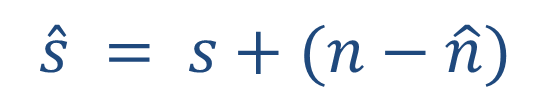 ŝ = s + (n − n̂)